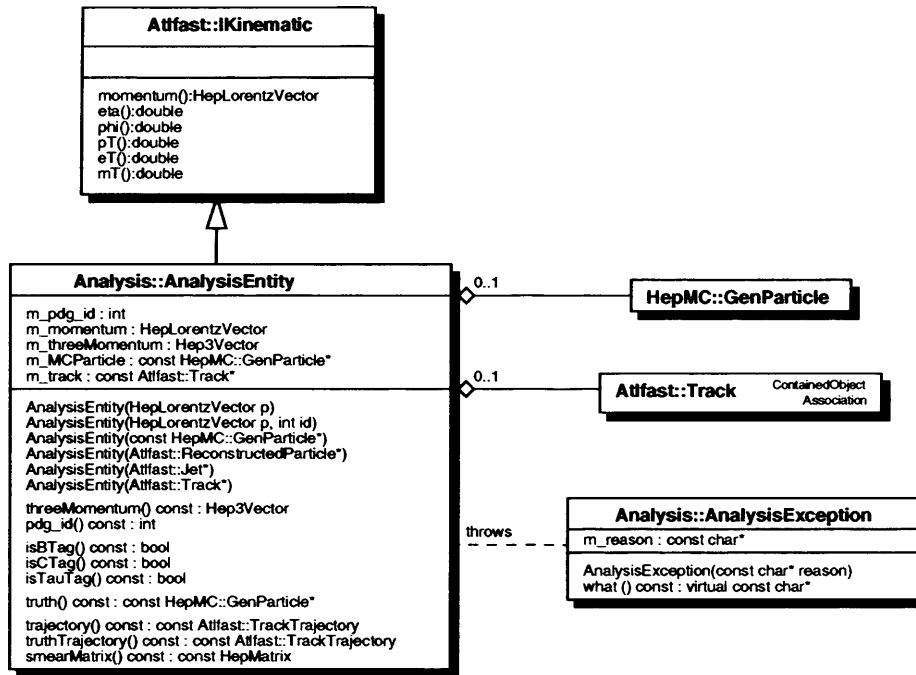 Atlfast::IKinematic
momentum():HepLorentzVector
eta():double
phi():double
pT():double
eT():double
mT():double
Analysis::AnalysisEntity
m_pdg_id : int
m_momentum : HepLorentzVector
m_threeMomentum : Hep3Vector
m_MCParticle : const HepMC::GenParticle*
m_track : const Atlfast::Track*
AnalysisEntity(HepLorentzVector p)
AnalysisEntity(HepLorentzVector p, int id)
AnalysisEntity(const HepMC::GenParticle*)
AnalysisEntity(Atlfast::ReconstructedParticle*)
AnalysisEntity(Atlfast::Jet*)
AnalysisEntity(Atlfast::Track*)
threeMomentum() const : Hep3Vector
pdg_id() const : int
isBTag() const : bool
isCTag() const : bool
isTauTag() const : bool
truth() const : const HepMC::GenParticle*
trajectory() const : const Atlfast::TrackTrajectory
truthTrajectory() const : const Atlfast::TrackTrajectory
smearMatrix() const : const HepMatrix
0..1
HepMC::GenParticle
0..1
Atlfast::Track
ContainedObject
Association
throws
Analysis::AnalysisException
m_reason : const char*
AnalysisException(const char* reason)
what () const : virtual const char*